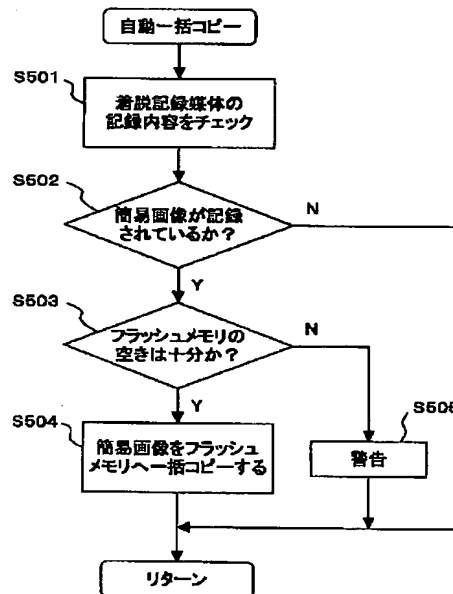 自動一括コピー
S501
着脱記録媒体の
記録内容をチェック
S502
簡易画像が記録
されているか？
N
Y
S503
フラッシュメモリの
空きは十分か？
N
Y
S504
簡易画像をフラッシュ
メモリへ一括コピーする
S505
警告
リターン